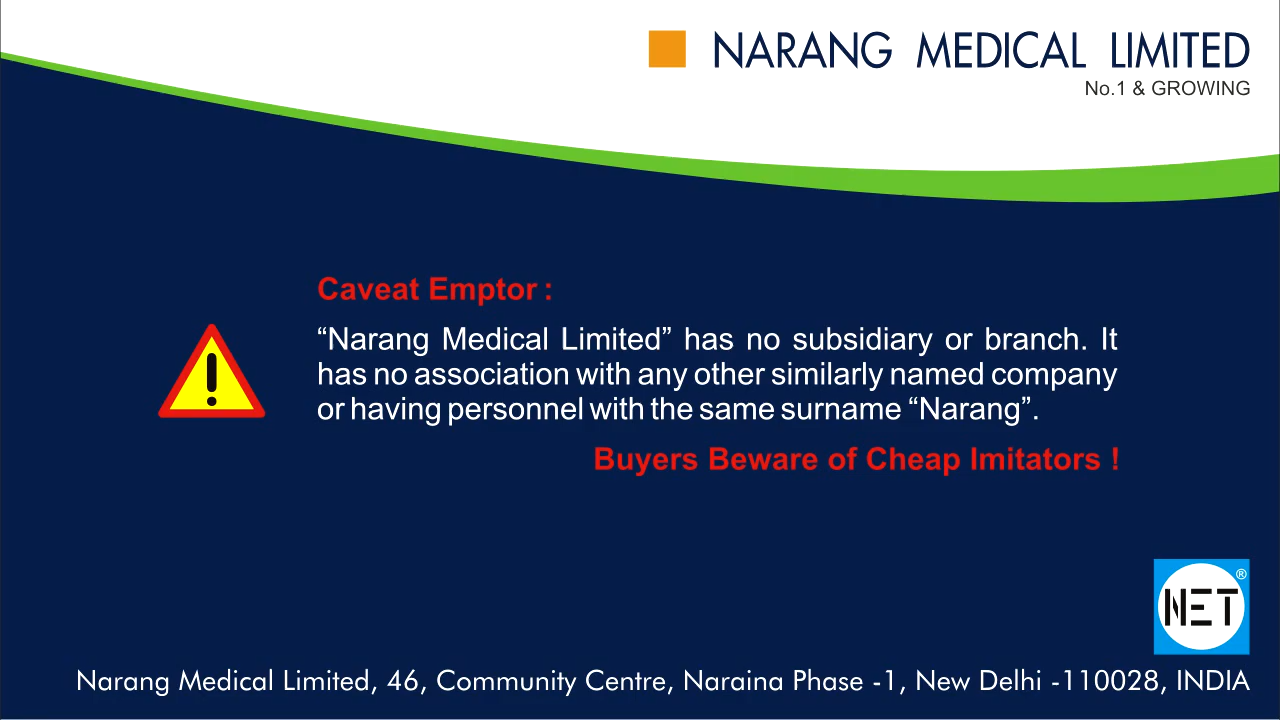 NARANG MEDICAL LIMITED
No.1 & GROWING
Caveat Emptor :
“Narang Medical Limited” has no subsidiary or branch. It
has no association with any other similarly named company
or having personnel with the same surname “Narang”.
Buyers Beware of Cheap Imitators !
NET®
Narang Medical Limited, 46, Community Centre, Naraina Phase -1, New Delhi -110028, INDIA